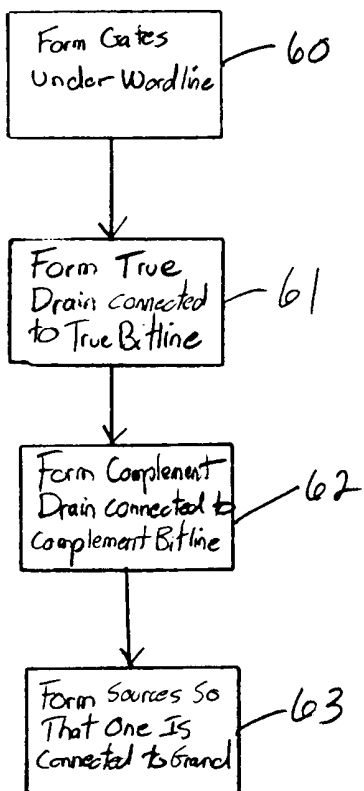 Form Gates
Under Wordline
60
Form True
Drain connected
to True Bitline
61
Form Complement
Drain connected to
Complement Bitline
62
Form Sources So
That One Is
Connected to Grand
63